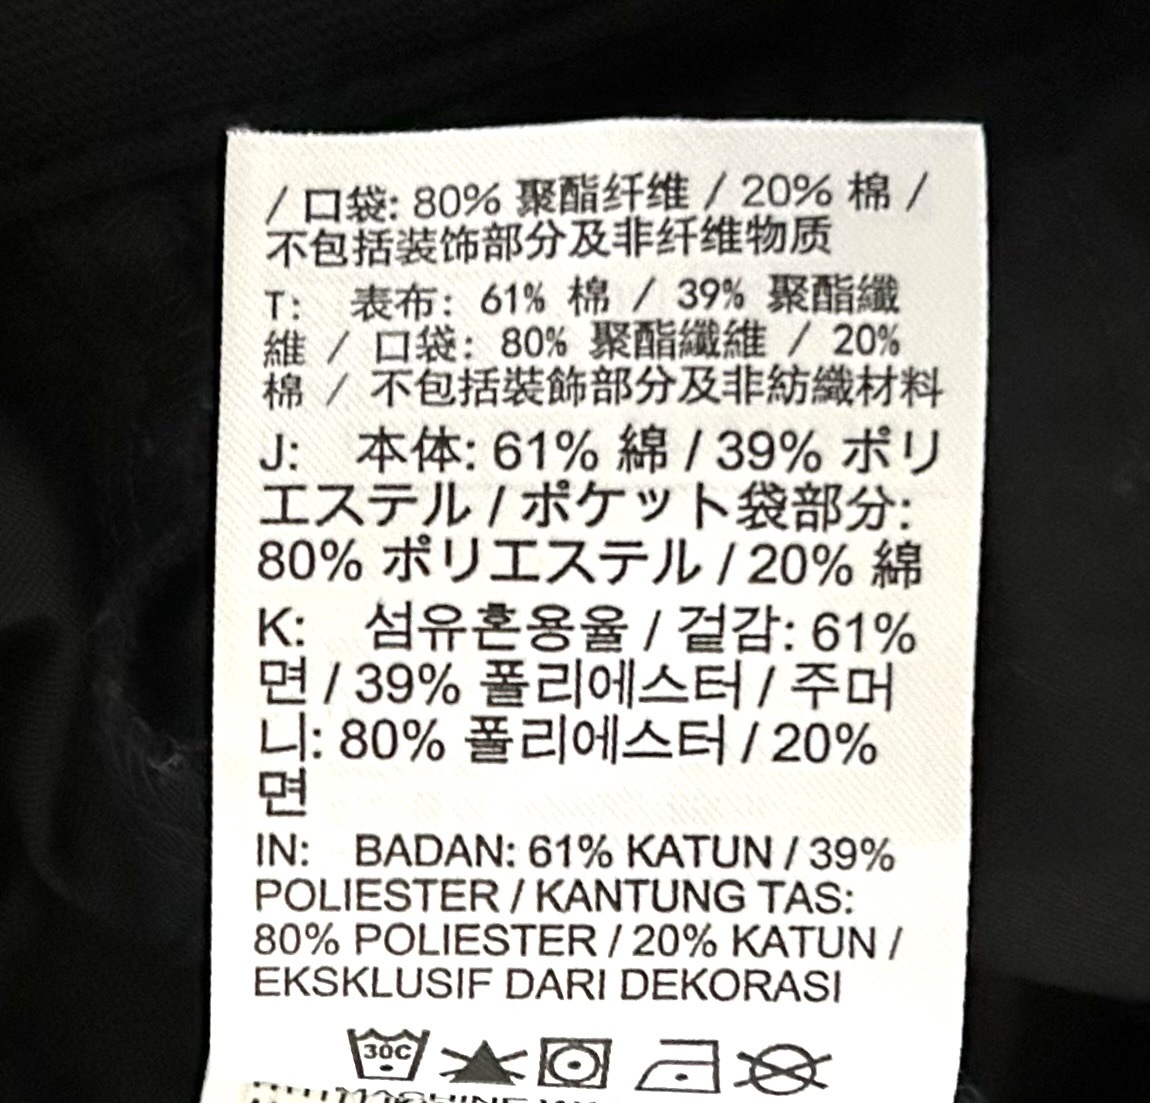 / 口袋: 80% 聚酯纤维 / 20% 棉 /
不包括装饰部分及非纤维物质
T: 表布: 61% 棉 / 39% 聚酯纖
維 / 口袋: 80% 聚酯纖維 / 20%
棉 / 不包括裝飾部分及非紡織材料
J: 本体: 61% 綿 / 39% ポリ
エステル / ポケット袋部分:
80% ポリエステル / 20% 綿
K: 섬유혼용율 / 겉감: 61%
면 / 39% 폴리에스터 / 주머
니: 80% 폴리에스터 / 20%
면
IN: BADAN: 61% KATUN / 39%
POLIESTER / KANTUNG TAS:
80% POLIESTER / 20% KATUN /
EKSKLUSIF DARI DEKORASI
30C